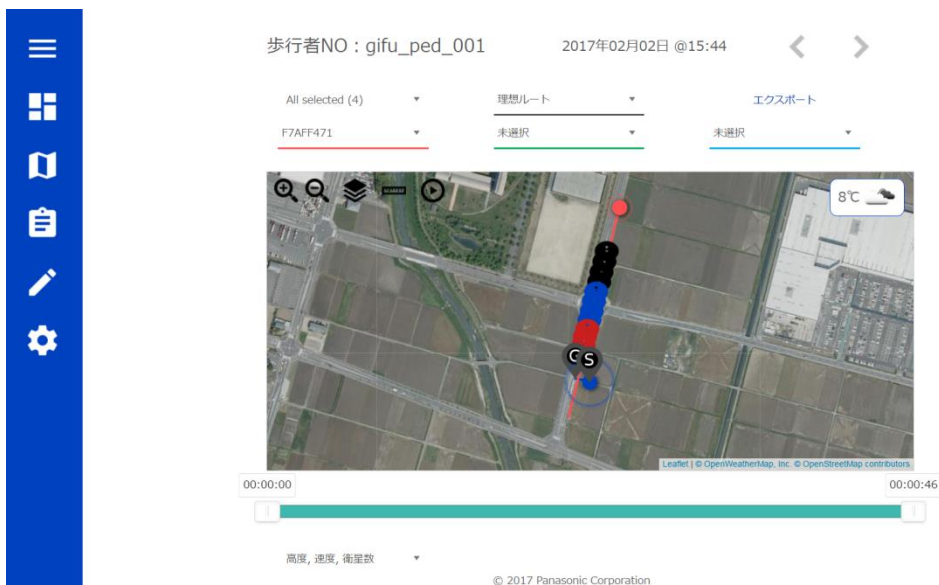 歩行者NO：gifu_ped_001
2017年02月02日 @15:44
All selected (4)
理想ルート
エクスポート
F7AFF471
未選択
未選択
8℃
G
S
Leaflet | © OpenWeatherMap, Inc. © OpenStreetMap contributors
00:00:00
00:00:46
高度, 速度, 衛星数
© 2017 Panasonic Corporation